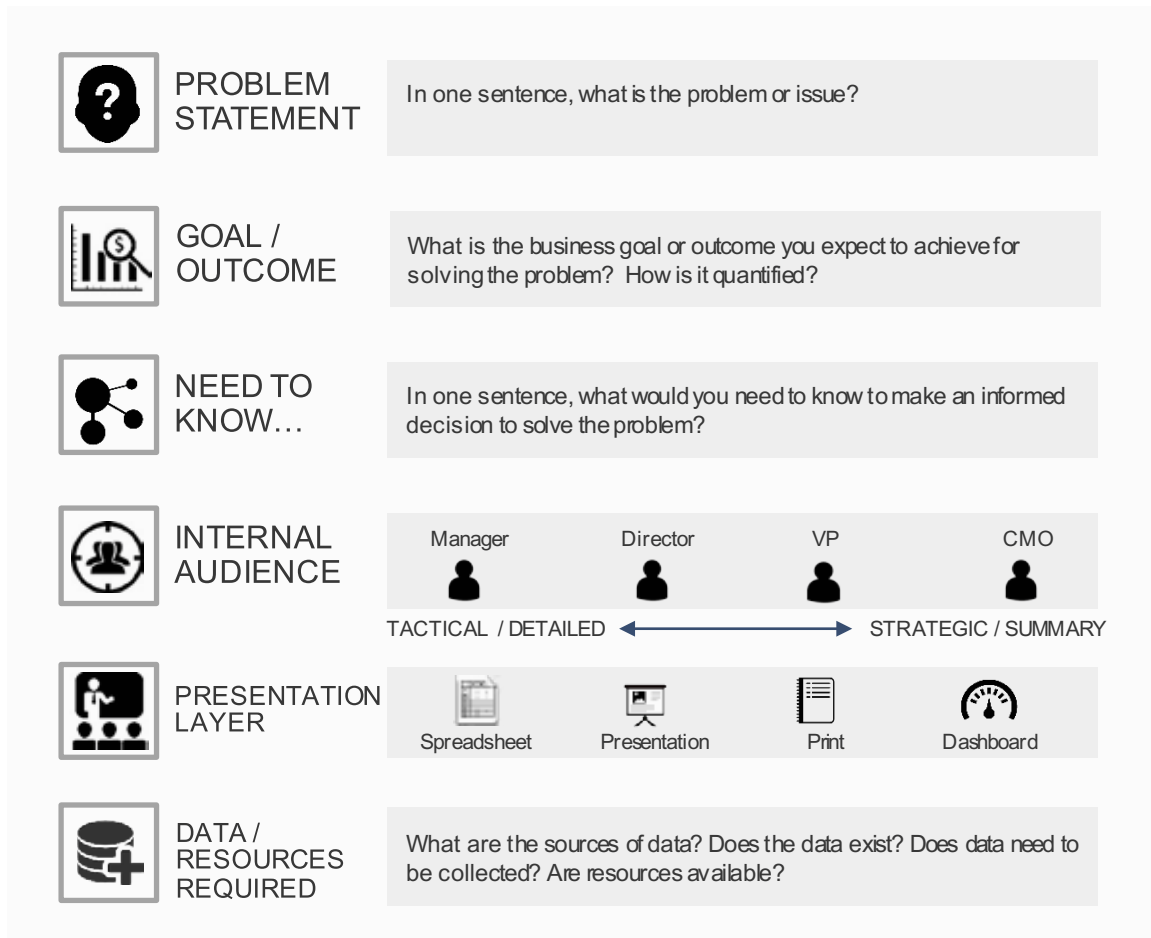 PROBLEM
STATEMENT
In one sentence, what is the problem or issue?
GOAL /
OUTCOME
What is the business goal or outcome you expect to achieve for
solving the problem?  How is it quantified?
NEED TO
KNOW…
In one sentence, what would you need to know to make an informed
decision to solve the problem?
INTERNAL
AUDIENCE
Manager Director VP CMO
TACTICAL / DETAILED STRATEGIC / SUMMARY
PRESENTATION
LAYER
Spreadsheet Presentation Print Dashboard
DATA /
RESOURCES
REQUIRED
What are the sources of data? Does the data exist? Does data need to
be collected? Are resources available?